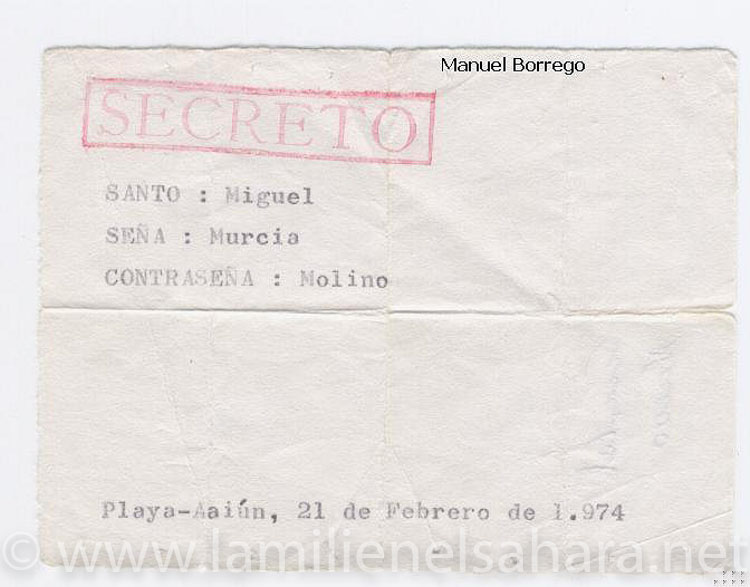 Manuel Borrego
SECRETO
SANTO : Miguel
SEÑA : Murcia
CONTRASEÑA : Molino
Playa-Aaiún, 21 de Febrero de 1.974
© www.lamilienelsahara.net